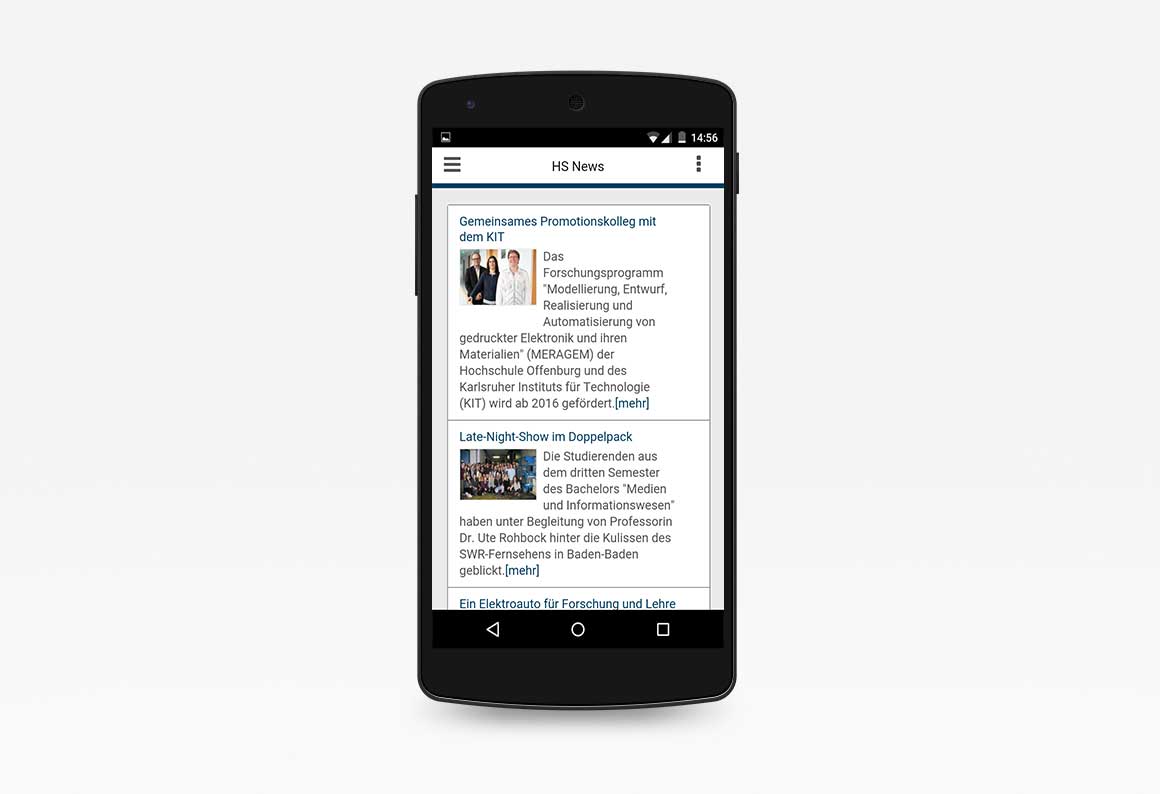 14:56
HS News
Gemeinsames Promotionskolleg mit
dem KIT
Das
Forschungsprogramm
"Modellierung, Entwurf,
Realisierung und
Automatisierung von
gedruckter Elektronik und ihren
Materialien" (MERAGEM) der
Hochschule Offenburg und des
Karlsruher Instituts für Technologie
(KIT) wird ab 2016 gefördert.[mehr]
Late-Night-Show im Doppelpack
Die Studierenden aus
dem dritten Semester
des Bachelors "Medien
und Informationswesen"
haben unter Begleitung von Professorin
Dr. Ute Rohbock hinter die Kulissen des
SWR-Fernsehens in Baden-Baden
geblickt.[mehr]
Ein Elektroauto für Forschung und Lehre